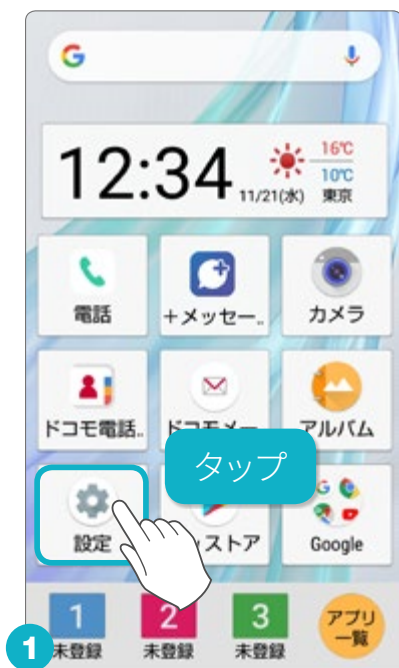 G
12:34
16℃
10℃
11/21(水) 東京
電話
+メッセー..
カメラ
ドコモ電話..
ドコモメー
アルバム
タップ
設定
ストア
Google
1
2
3
アプリ
一覧
未登録
未登録
未登録
1